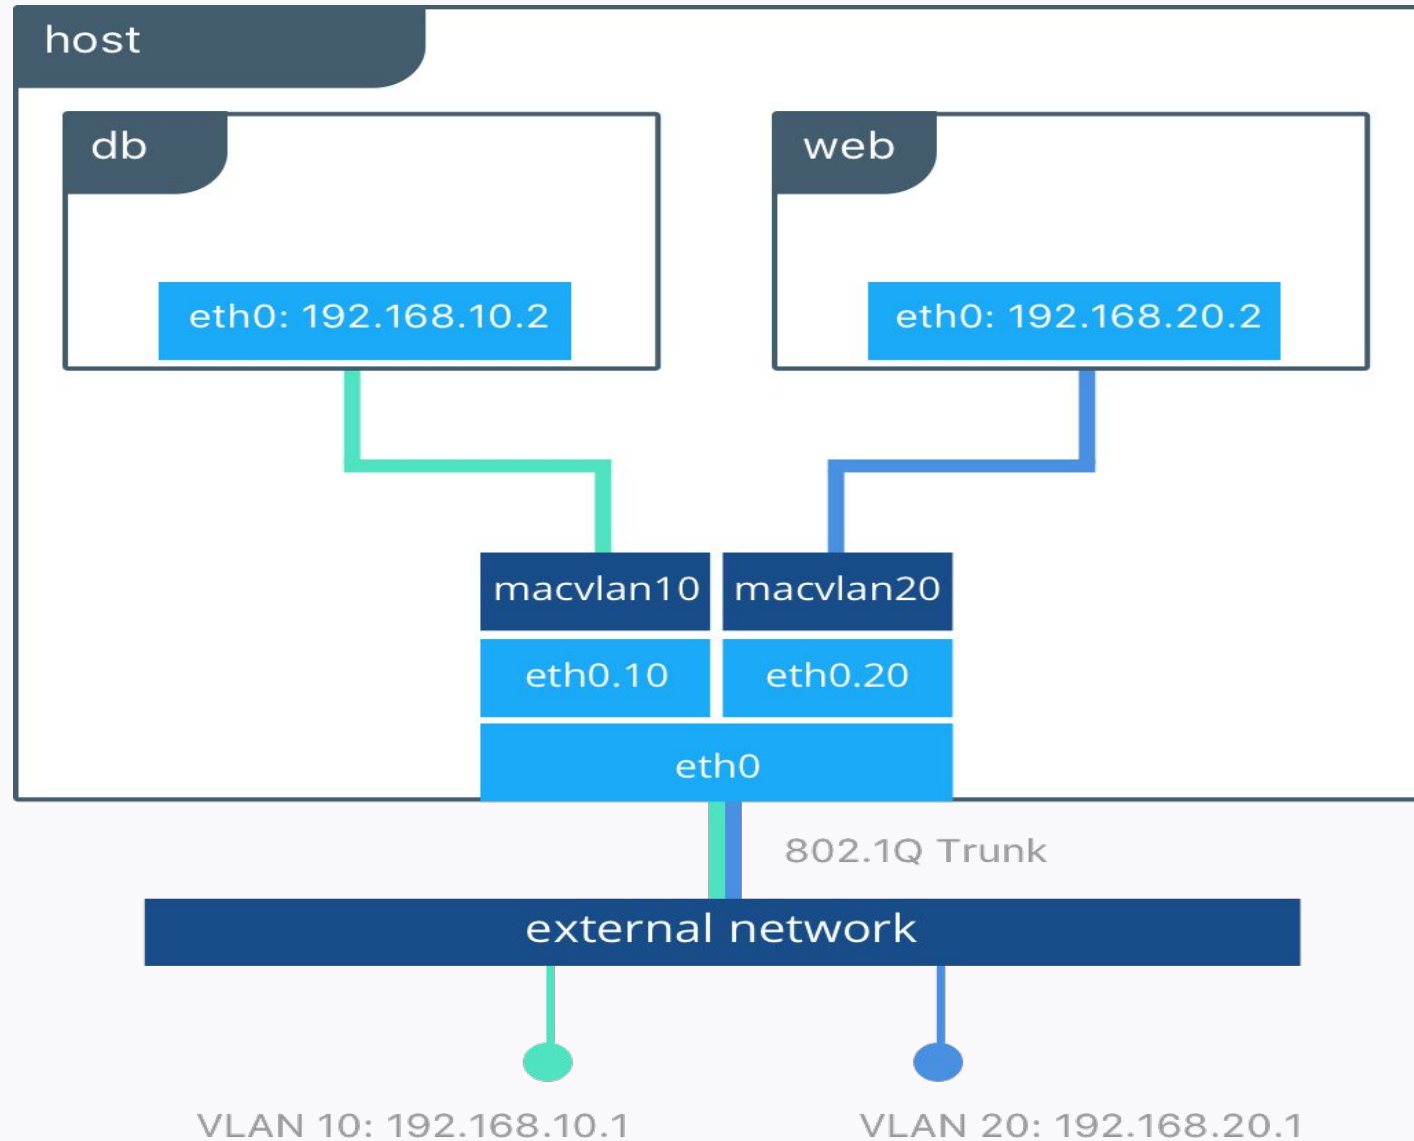 host
db
web
eth0: 192.168.10.2
eth0: 192.168.20.2
macvlan10
macvlan20
eth0.10
eth0.20
eth0
802.1Q Trunk
external network
VLAN 10: 192.168.10.1
VLAN 20: 192.168.20.1